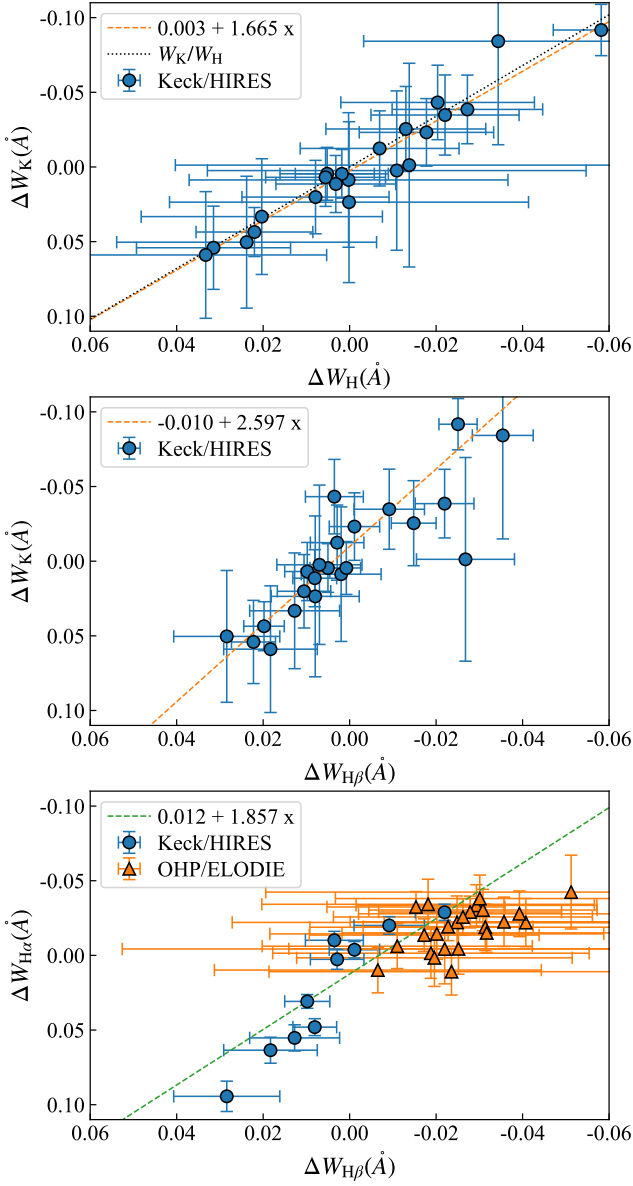 -0.10
-0.05
0.00
0.05
0.10
ΔW_K(Å)
0.003 + 1.665 x
W_K/W_H
Keck/HIRES
0.06 0.04 0.02 0.00 -0.02 -0.04 -0.06
ΔW_H(Å)
-0.10
-0.05
0.00
0.05
0.10
ΔW_K(Å)
-0.010 + 2.597 x
Keck/HIRES
0.06 0.04 0.02 0.00 -0.02 -0.04 -0.06
ΔW_Hβ(Å)
-0.10
-0.05
0.00
0.05
0.10
ΔW_Hα(Å)
0.012 + 1.857 x
Keck/HIRES
OHP/ELODIE
0.06 0.04 0.02 0.00 -0.02 -0.04 -0.06
ΔW_Hβ(Å)